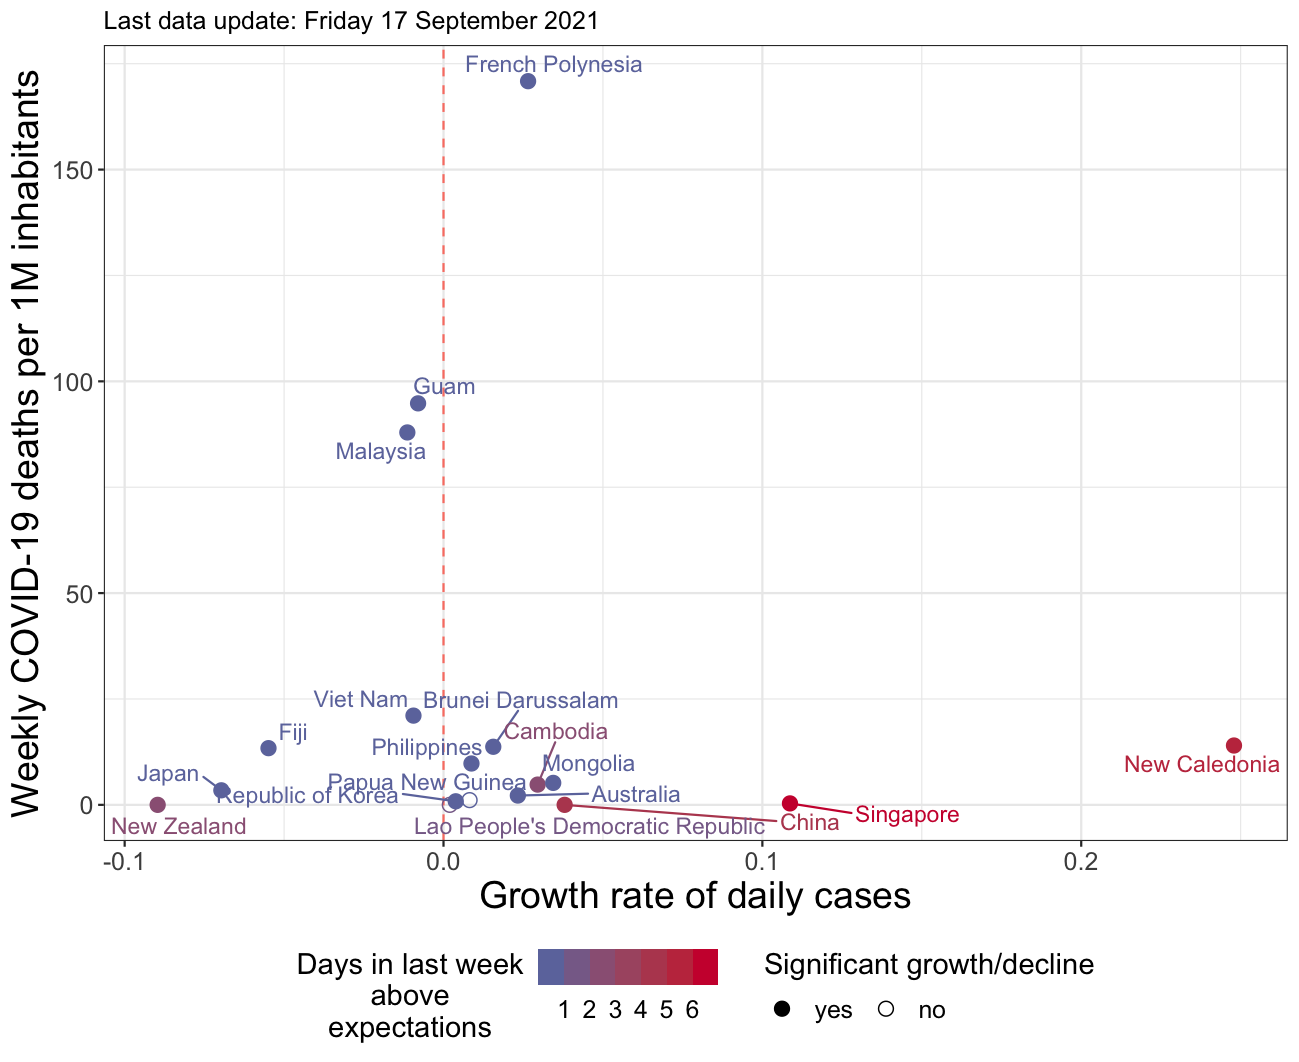 Last data update: Friday 17 September 2021
French Polynesia
Weekly COVID-19 deaths per 1M inhabitants
150
100
50
0
Guam
Malaysia
Viet Nam
Brunei Darussalam
Fiji
Cambodia
Philippines
Mongolia
Japan
Papua New Guinea
Republic of Korea
Australia
New Caledonia
New Zealand
Lao People's Democratic Republic
China
Singapore
-0.1
0.0
0.1
0.2
Growth rate of daily cases
Days in last week
above
expectations
1 2 3 4 5 6
Significant growth/decline
yes
no